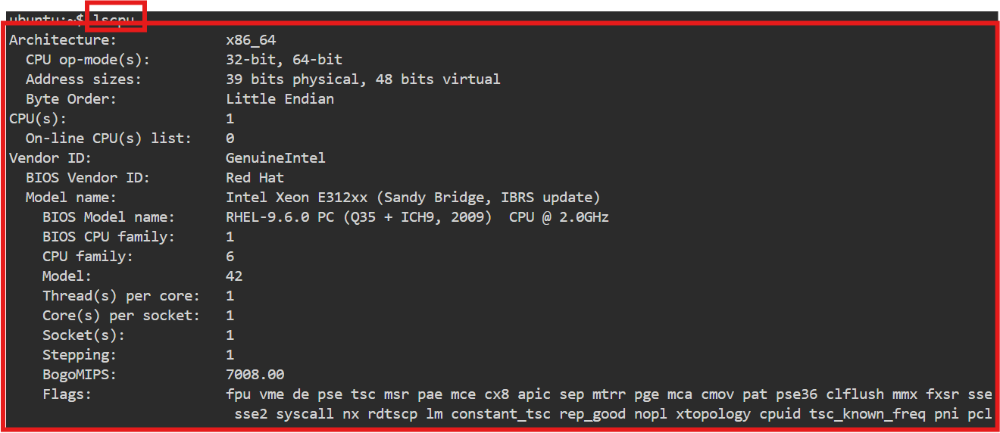 ubuntu:~$ lscpu
Architecture: x86_64
CPU op-mode(s): 32-bit, 64-bit
Address sizes: 39 bits physical, 48 bits virtual
Byte Order: Little Endian
CPU(s): 1
On-line CPU(s) list: 0
Vendor ID: GenuineIntel
BIOS Vendor ID: Red Hat
Model name: Intel Xeon E312xx (Sandy Bridge, IBRS update)
BIOS Model name: RHEL-9.6.0 PC (Q35 + ICH9, 2009)  CPU @ 2.0GHz
BIOS CPU family: 1
CPU family: 6
Model: 42
Thread(s) per core: 1
Core(s) per socket: 1
Socket(s): 1
Stepping: 1
BogoMIPS: 7008.00
Flags: fpu vme de pse tsc msr pae mce cx8 apic sep mtrr pge mca cmov pat pse36 clflush mmx fxsr sse
sse2 syscall nx rdtscp lm constant_tsc rep_good nopl xtopology cpuid tsc_known_freq pni pcl